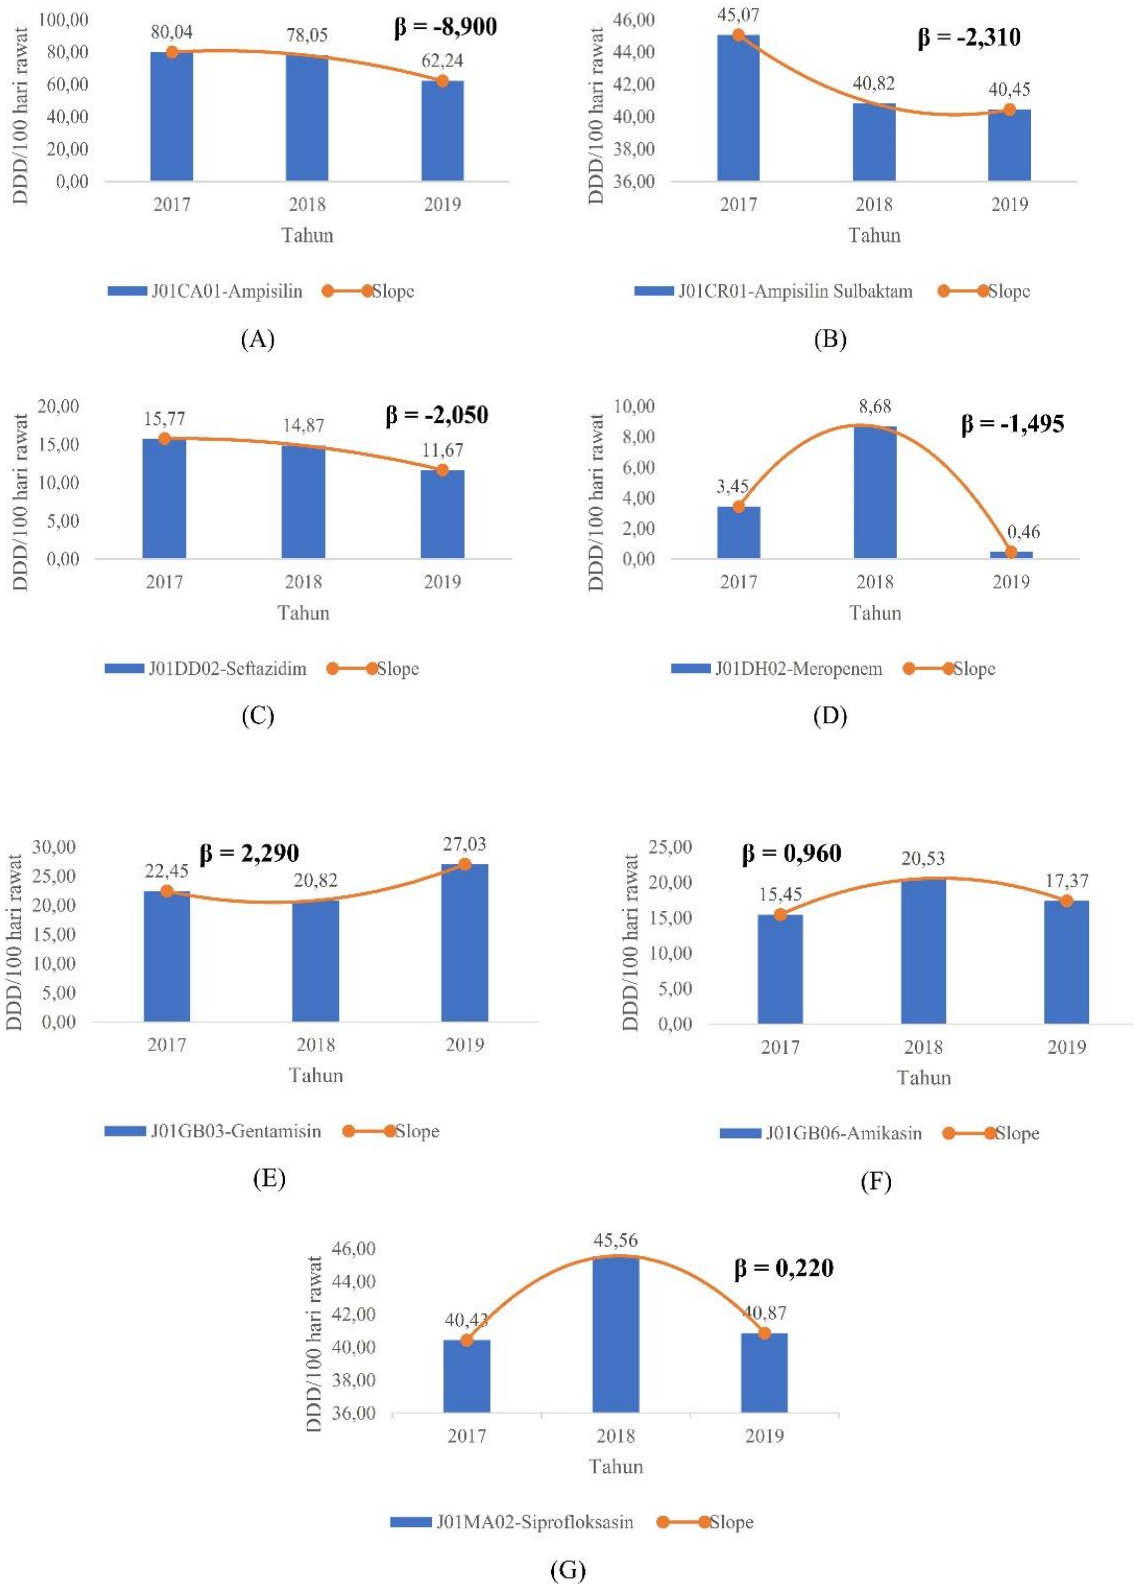 DDD/100 hari rawat
100,00
80,00
60,00
40,00
20,00
0,00
80,04
78,05
62,24
β = -8,900
2017 2018 2019
Tahun
J01CA01-Ampisilin Slope
(A)
DDD/100 hari rawat
46,00
44,00
42,00
40,00
38,00
36,00
45,07
40,82
40,45
β = -2,310
2017 2018 2019
Tahun
J01CR01-Ampisilin Sulbaktam Slope
(B)
DDD/100 hari rawat
20,00
15,00
10,00
5,00
0,00
15,77
14,87
11,67
β = -2,050
2017 2018 2019
Tahun
J01DD02-Seftazidim Slope
(C)
DDD/100 hari rawat
10,00
8,00
6,00
4,00
2,00
0,00
3,45
8,68
0,46
β = -1,495
2017 2018 2019
Tahun
J01DH02-Meropenem Slope
(D)
DDD/100 hari rawat
30,00
25,00
20,00
15,00
10,00
5,00
0,00
22,45
20,82
27,03
β = 2,290
2017 2018 2019
Tahun
J01GB03-Gentamisin Slope
(E)
DDD/100 hari rawat
25,00
20,00
15,00
10,00
5,00
0,00
15,45
20,53
17,37
β = 0,960
2017 2018 2019
Tahun
J01GB06-Amikasin Slope
(F)
DDD/100 hari rawat
46,00
44,00
42,00
40,00
38,00
36,00
40,43
45,56
40,87
β = 0,220
2017 2018 2019
Tahun
J01MA02-Siprofloksasin Slope
(G)